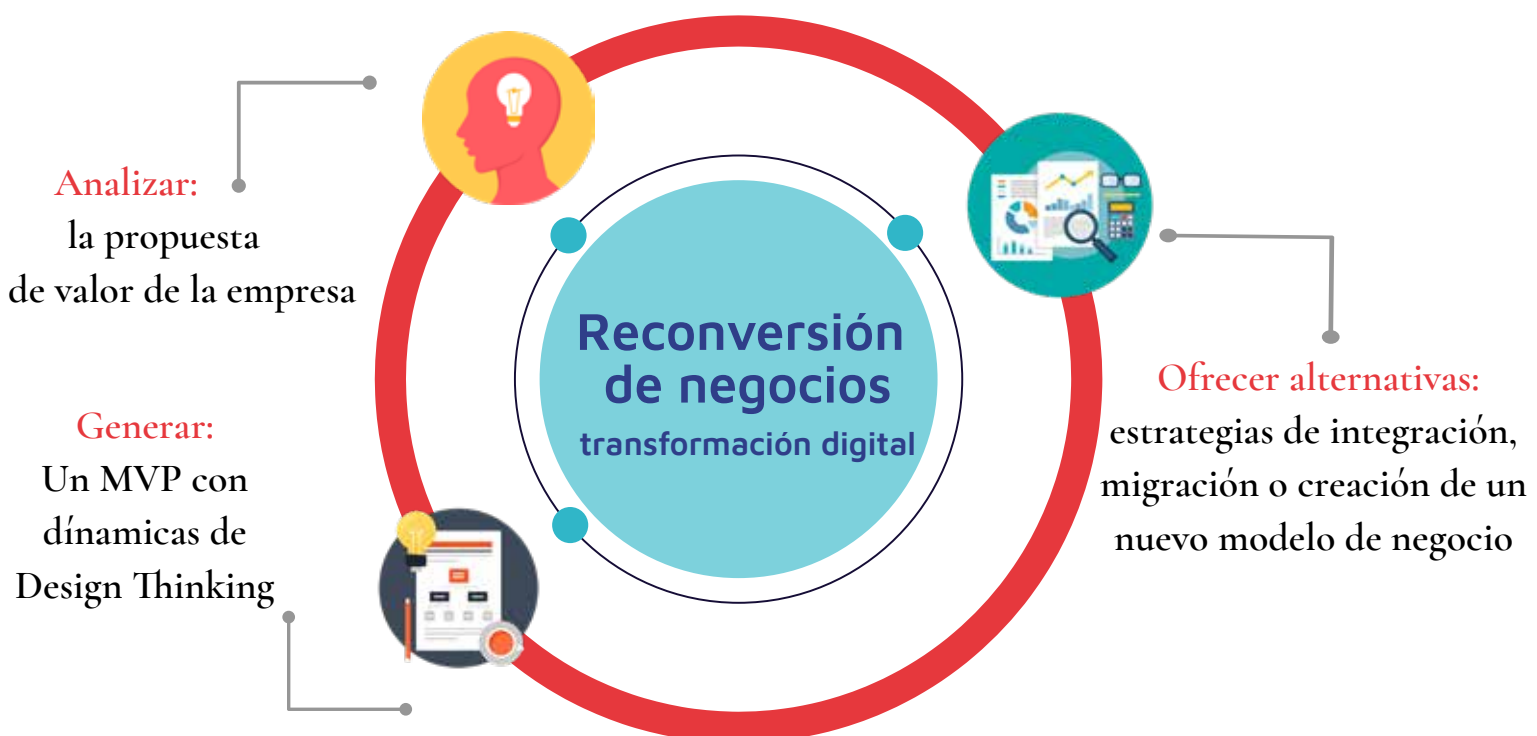 Analizar:
la propuesta
de valor de la empresa
Generar:
Un MVP con
dínamicas de
Design Thinking
Reconversión
de negocios
transformación digital
Ofrecer alternativas:
estrategias de integración,
migración o creación de un
nuevo modelo de negocio